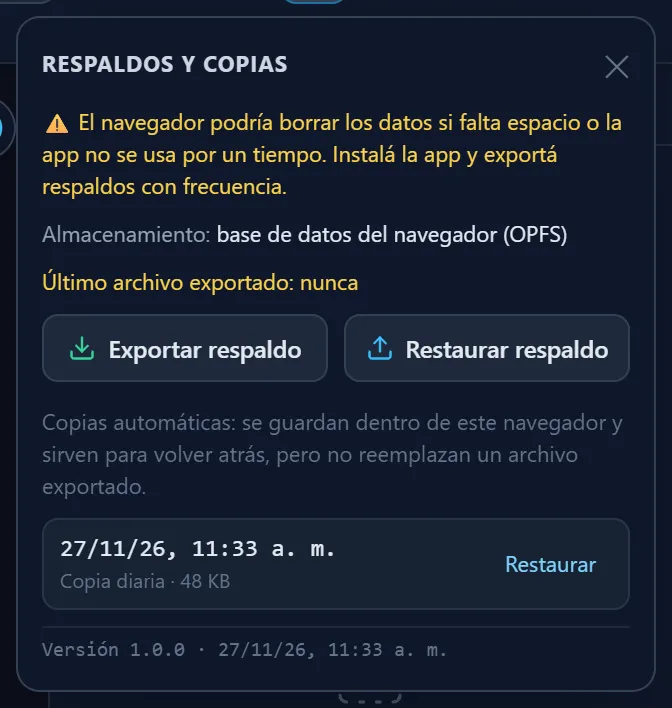 RESPALDOS Y COPIAS
⚠ El navegador podría borrar los datos si falta espacio o la
app no se usa por un tiempo. Instalá la app y exportá
respaldos con frecuencia.
Almacenamiento: base de datos del navegador (OPFS)
Último archivo exportado: nunca
Exportar respaldo
Restaurar respaldo
Copias automáticas: se guardan dentro de este navegador y
sirven para volver atrás, pero no reemplazan un archivo
exportado.
27/11/26, 11:33 a. m.
Copia diaria · 48 KB
Restaurar
Versión 1.0.0 · 27/11/26, 11:33 a. m.